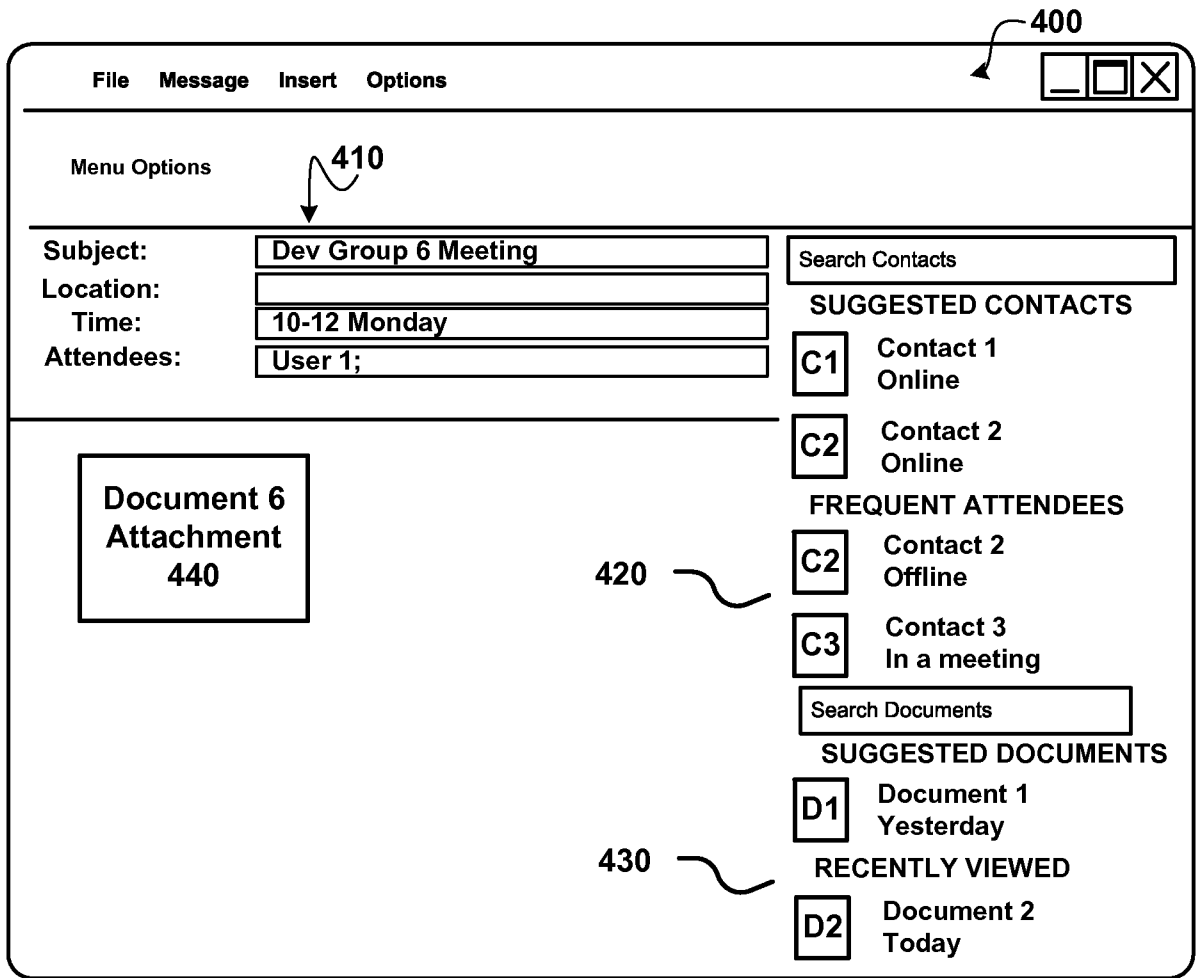 400
File Message Insert Options
Menu Options
410
Subject: Dev Group 6 Meeting
Location:
Time: 10-12 Monday
Attendees: User 1;
Document 6
Attachment
440
Search Contacts
SUGGESTED CONTACTS
C1 Contact 1
Online
C2 Contact 2
Online
FREQUENT ATTENDEES
420
C2 Contact 2
Offline
C3 Contact 3
In a meeting
Search Documents
SUGGESTED DOCUMENTS
D1 Document 1
Yesterday
430
RECENTLY VIEWED
D2 Document 2
Today